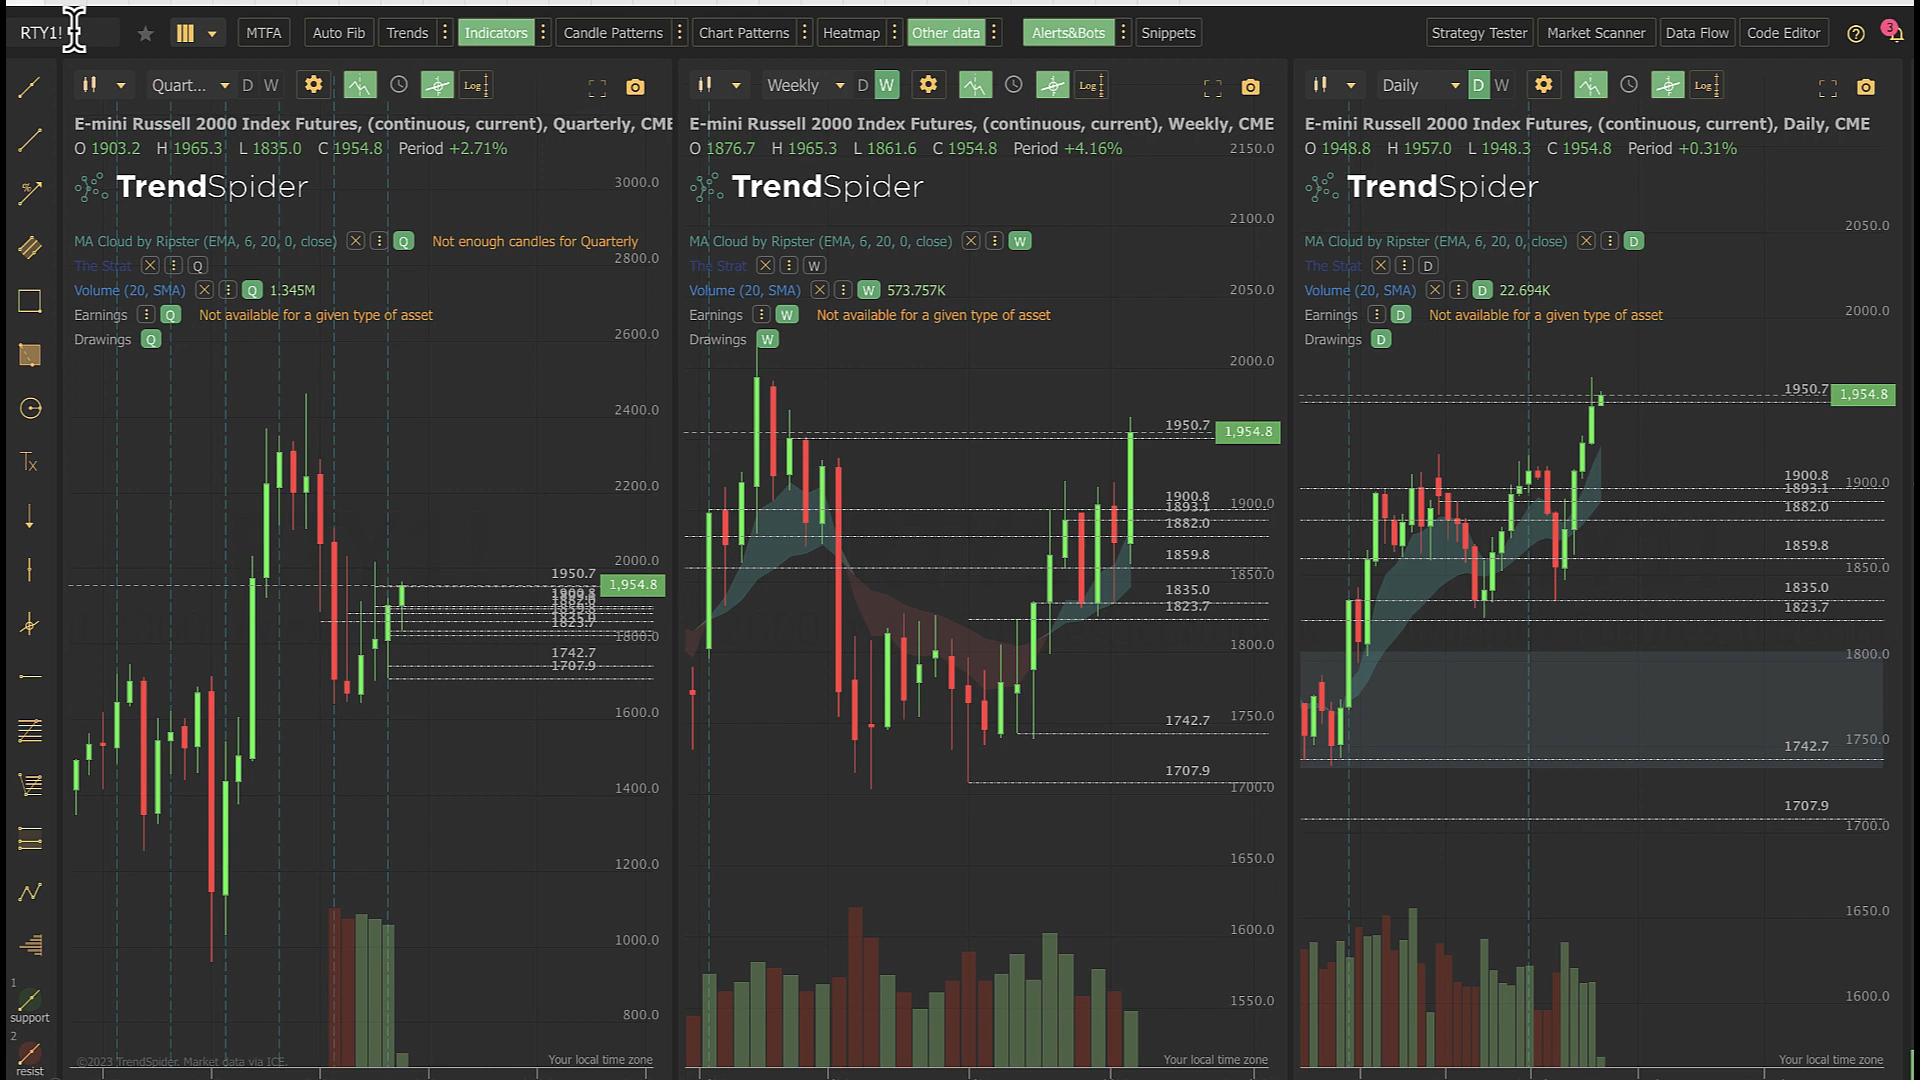 RTY1!
MTFA
Auto Fib
Trends
Indicators
Candle Patterns
Chart Patterns
Heatmap
Other data
Alerts&Bots
Snippets
Strategy Tester
Market Scanner
Data Flow
Code Editor
3
Quart... D W Log
E-mini Russell 2000 Index Futures, (continuous, current), Quarterly, CME
O 1903.2 H 1965.3 L 1835.0 C 1954.8 Period +2.71%
TrendSpider
MA Cloud by Ripster (EMA, 6, 20, 0, close) Q Not enough candles for Quarterly
The Strat Q
Volume (20, SMA) Q 1.345M
Earnings Q Not available for a given type of asset
Drawings Q
3000.0
2800.0
2600.0
2400.0
2200.0
2000.0
1950.7
1,954.8
1800.0
1742.7
1707.9
1600.0
1400.0
1200.0
1000.0
800.0
©2023 TrendSpider. Market data via ICE.
Your local time zone
Weekly D W Log
E-mini Russell 2000 Index Futures, (continuous, current), Weekly, CME
O 1876.7 H 1965.3 L 1861.6 C 1954.8 Period +4.16%
2150.0
TrendSpider
2100.0
MA Cloud by Ripster (EMA, 6, 20, 0, close) W
The Strat W
Volume (20, SMA) W 573.757K
2050.0
Earnings W Not available for a given type of asset
Drawings W
2000.0
1950.7
1,954.8
1900.8
1900.0
1893.1
1882.0
1859.8
1850.0
1835.0
1823.7
1800.0
1742.7
1750.0
1707.9
1700.0
1650.0
1600.0
1550.0
Your local time zone
Daily D W Log
E-mini Russell 2000 Index Futures, (continuous, current), Daily, CME
O 1948.8 H 1957.0 L 1948.3 C 1954.8 Period +0.31%
TrendSpider
2050.0
MA Cloud by Ripster (EMA, 6, 20, 0, close) D
The Strat D
Volume (20, SMA) D 22.694K
2000.0
Earnings D Not available for a given type of asset
Drawings D
1950.7
1,954.8
1900.8
1900.0
1893.1
1882.0
1859.8
1850.0
1835.0
1823.7
1800.0
1742.7
1750.0
1707.9
1700.0
1650.0
1600.0
Your local time zone
Tx
1
support
2
resist